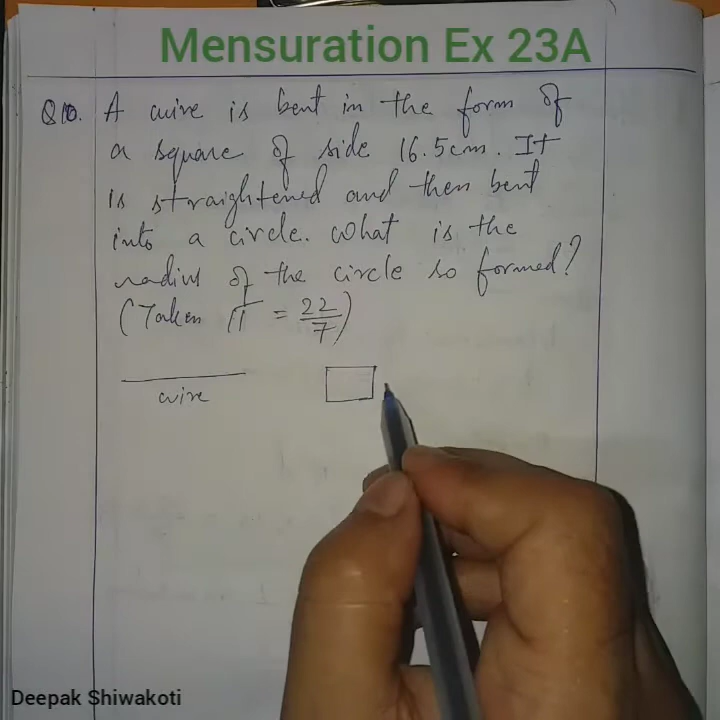 Mensuration Ex 23A
Q10. A wire is bent in the form of
a square of side 16.5cm. It
is straightened and then bent
into a circle. What is the
radius of the circle so formed?
(Taken π = 22/7)
wire
Deepak Shiwakoti